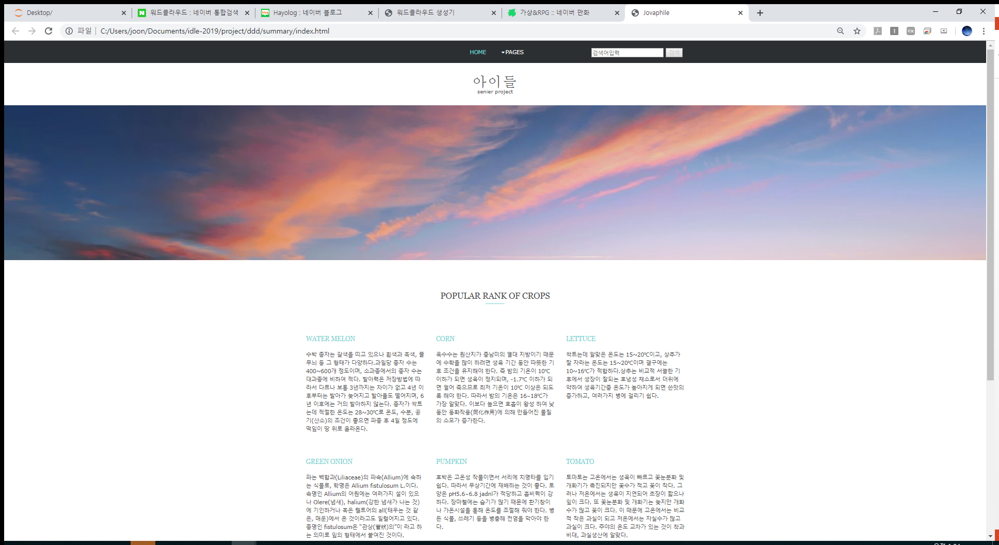 Desktop/
워드클라우드 : 네이버 통합검색
Hayolog : 네이버 블로그
워드클라우드 생성기
가상&RPG :: 네이버 만화
Jovaphile
파일
C:/Users/joon/Documents/idle-2019/project/ddd/summary/index.html
HOME
PAGES
검색어입력
검색
아이들
senier project
POPULAR RANK OF CROPS
WATER MELON
수박 종자는 갈색을 띠고 있으나 흰색과 흑색, 풀
무늬 등 그 형태가 다양하다.과일당 종자 수는
400~600개 정도이며, 소과종에서의 종자 수는
대과종에 비하여 적다. 발아력은 저장방법에 따
라서 다르나 보통 3년까지는 차이가 없고 4년 이
후부터는 발아가 늦어지고 발아율도 떨어지며, 6
년 이후에는 거의 발아하지 않는다. 종자가 싹트
는데 적절한 온도는 28~30℃로 온도, 수분, 공
기(산소)의 조건이 좋으면 파종 후 4일 정도에
떡잎이 땅 위로 올라온다.
CORN
옥수수는 원산지가 중남미의 열대 지방이기 때문
에 수확을 많이 하려면 생육 기간 동안 따뜻한 기
후 조건을 유지해야 한다. 즉 밤의 기온이 10℃
이하가 되면 생육이 정지되며, -1.7℃ 이하가 되
면 얼어 죽으므로 최저 기온이 10℃ 이상은 되도
록 해야 한다. 따라서 밤의 기온은 16~18℃가
가장 알맞다. 이보다 높으면 호흡이 왕성 하여 낮
동안 동화작용(同化作用)에 의해 만들어진 물질
의 소모가 증가한다.
LETTUCE
싹트는데 알맞은 온도는 15~20℃이고, 상추가
잘 자라는 온도는 15~20℃이며 결구에는
10~16℃가 적합하다.상추는 비교적 서늘한 기
후에서 생장이 잘되는 호냉성 채소로서 더위에
약하여 생육기간중 온도가 높아지게 되면 쓴맛의
증가하고, 여러가지 병에 걸리기 쉽다.
GREEN ONION
파는 백합과(Liliaceae)의 파속(Allium)에 속하
는 식물로, 학명은 Allium fistulosum L.이다.
속명인 Allium의 어원에는 여러가지 설이 있으
나 Olere(냄새), halium(강한 냄새가 나는 것)
에 기인하거나 혹은 켈트어의 all(태우는 것 같
은, 매운)에서 온 것이라고도 일컬어지고 있다.
종명인 fistulosum은 “관상(管狀)의”이 라고 하
는 의미로 잎의 형태에서 붙여진 것이다.
PUMPKIN
호박은 고온성 작물이면서 서리에 치명타를 입기
쉽다. 따라서 무상기간에 재배하는 것이 좋다. 토
양은 pH5.6~6.8 jadnl가 적당하고 흡비력이 강
하다. 장마철에는 습기가 많기 때문에 환기창이
나 가온시설을 통해 온도를 조절해 줘야 한다. 병
든 식물, 쓰레기 등을 병충해 전염을 막아야 한
다.
TOMATO
토마토는 고온에서는 생육이 빠르고 꽃눈분화 및
개화기가 촉진되지만 꽃수가 적고 꽃이 작다. 그
러나 저온에서는 생육이 지연되어 초장이 짧으나
잎이 크다. 또 꽃눈분화 및 개화기는 늦지만 개화
수가 많고 꽃이 크다. 이 때문에 고온에서는 비교
적 작은 과실이 되고 저온에서는 자실수가 많고
과실이 크다. 주야의 온도 교차가 있는 것이 착과
비대, 과실생산에 알맞다.